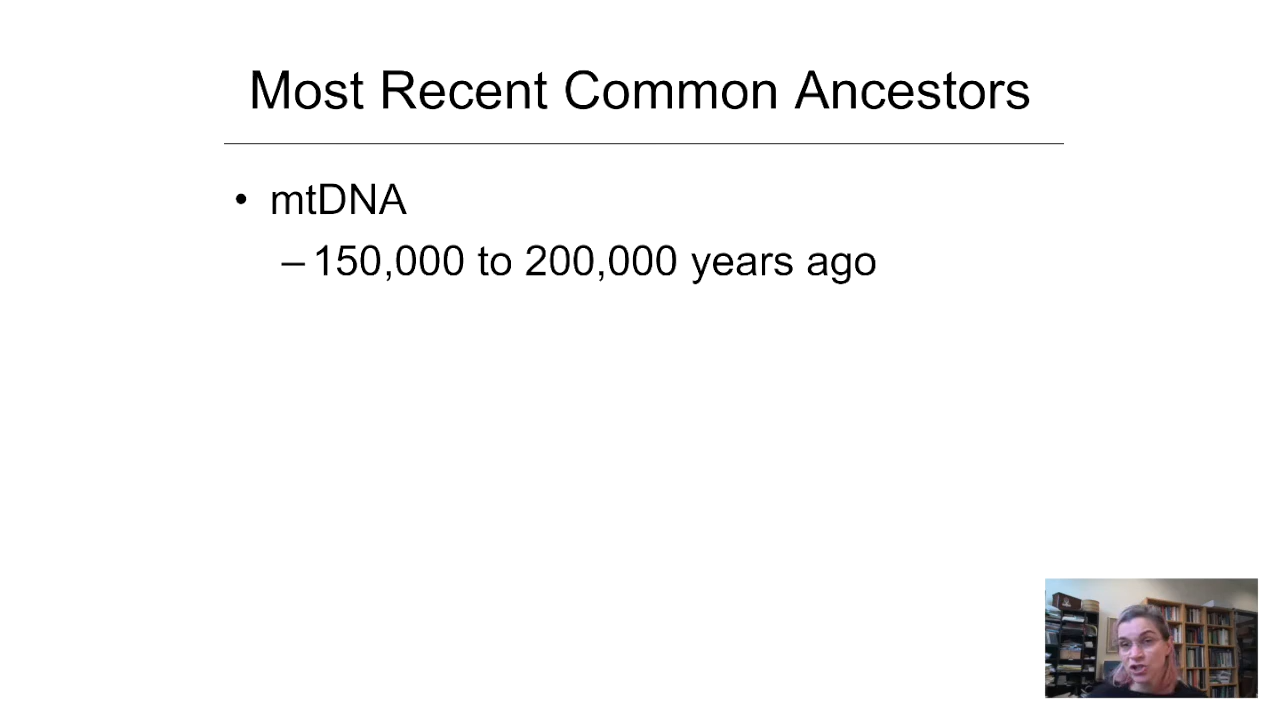 Most Recent Common Ancestors
• mtDNA
– 150,000 to 200,000 years ago